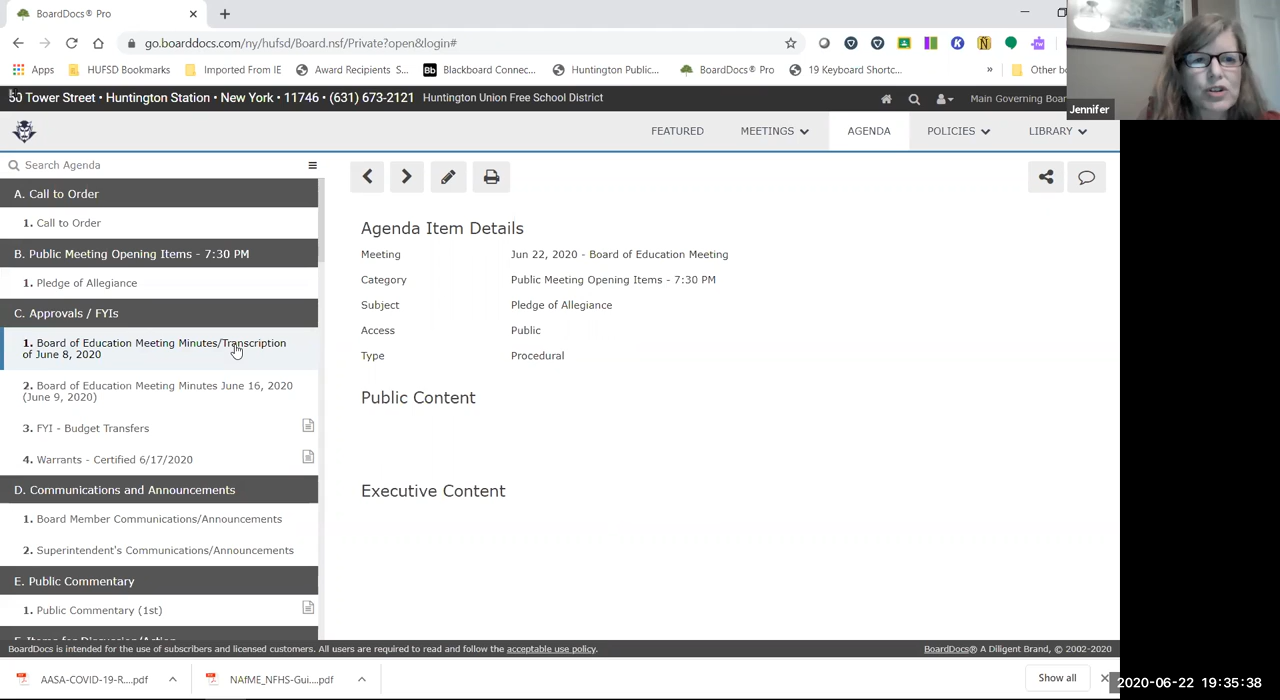 BoardDocs® Pro
go.boarddocs.com/ny/hufsd/Board.nsf/Private?open&login#
Apps HUFSD Bookmarks Imported From IE Award Recipients S... Blackboard Connec... Huntington Public... BoardDocs® Pro 19 Keyboard Shortc... » Other b
50 Tower Street • Huntington Station • New York • 11746 • (631) 673-2121 Huntington Union Free School District Main Governing Boar
Jennifer
FEATURED MEETINGS AGENDA POLICIES LIBRARY
Search Agenda
A. Call to Order
1. Call to Order
B. Public Meeting Opening Items - 7:30 PM
1. Pledge of Allegiance
C. Approvals / FYIs
1. Board of Education Meeting Minutes/Transcription
of June 8, 2020
2. Board of Education Meeting Minutes June 16, 2020
(June 9, 2020)
3. FYI - Budget Transfers
4. Warrants - Certified 6/17/2020
D. Communications and Announcements
1. Board Member Communications/Announcements
2. Superintendent's Communications/Announcements
E. Public Commentary
1. Public Commentary (1st)
F. Items for Discussion/Action
Agenda Item Details
Meeting Jun 22, 2020 - Board of Education Meeting
Category Public Meeting Opening Items - 7:30 PM
Subject Pledge of Allegiance
Access Public
Type Procedural
Public Content
Executive Content
BoardDocs is intended for the use of subscribers and licensed customers. All users are required to read and follow the acceptable use policy. BoardDocs® A Diligent Brand, © 2002-2020
AASA-COVID-19-R....pdf NAfME_NFHS-Gui....pdf Show all
2020-06-22 19:35:38